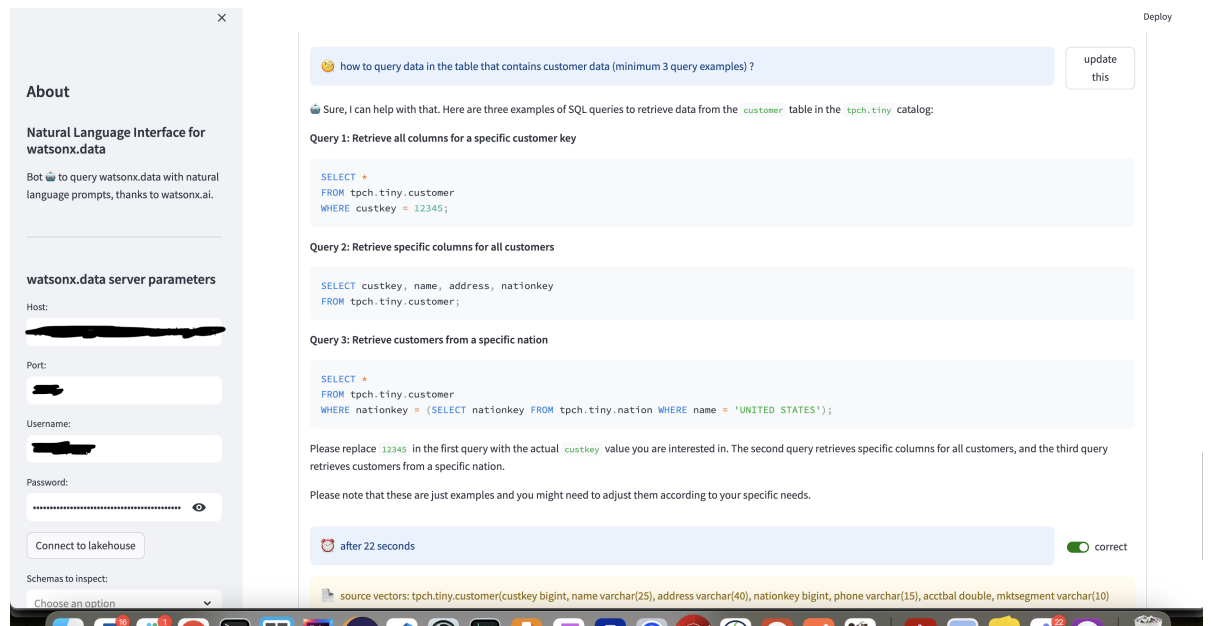 Deploy
About
Natural Language Interface for
watsonx.data
Bot 🤖 to query watsonx.data with natural
language prompts, thanks to watsonx.ai.
watsonx.data server parameters
Host:
Port:
Username:
Password:
Connect to lakehouse
Schemas to inspect:
Choose an option
how to query data in the table that contains customer data (minimum 3 query examples) ?
update
this
Sure, I can help with that. Here are three examples of SQL queries to retrieve data from the customer table in the tpch.tiny catalog:
Query 1: Retrieve all columns for a specific customer key
SELECT *
FROM tpch.tiny.customer
WHERE custkey = 12345;
Query 2: Retrieve specific columns for all customers
SELECT custkey, name, address, nationkey
FROM tpch.tiny.customer;
Query 3: Retrieve customers from a specific nation
SELECT *
FROM tpch.tiny.customer
WHERE nationkey = (SELECT nationkey FROM tpch.tiny.nation WHERE name = 'UNITED STATES');
Please replace 12345 in the first query with the actual custkey value you are interested in. The second query retrieves specific columns for all customers, and the third query
retrieves customers from a specific nation.
Please note that these are just examples and you might need to adjust them according to your specific needs.
after 22 seconds
correct
source vectors: tpch.tiny.customer(custkey bigint, name varchar(25), address varchar(40), nationkey bigint, phone varchar(15), acctbal double, mktsegment varchar(10)
16
1
22